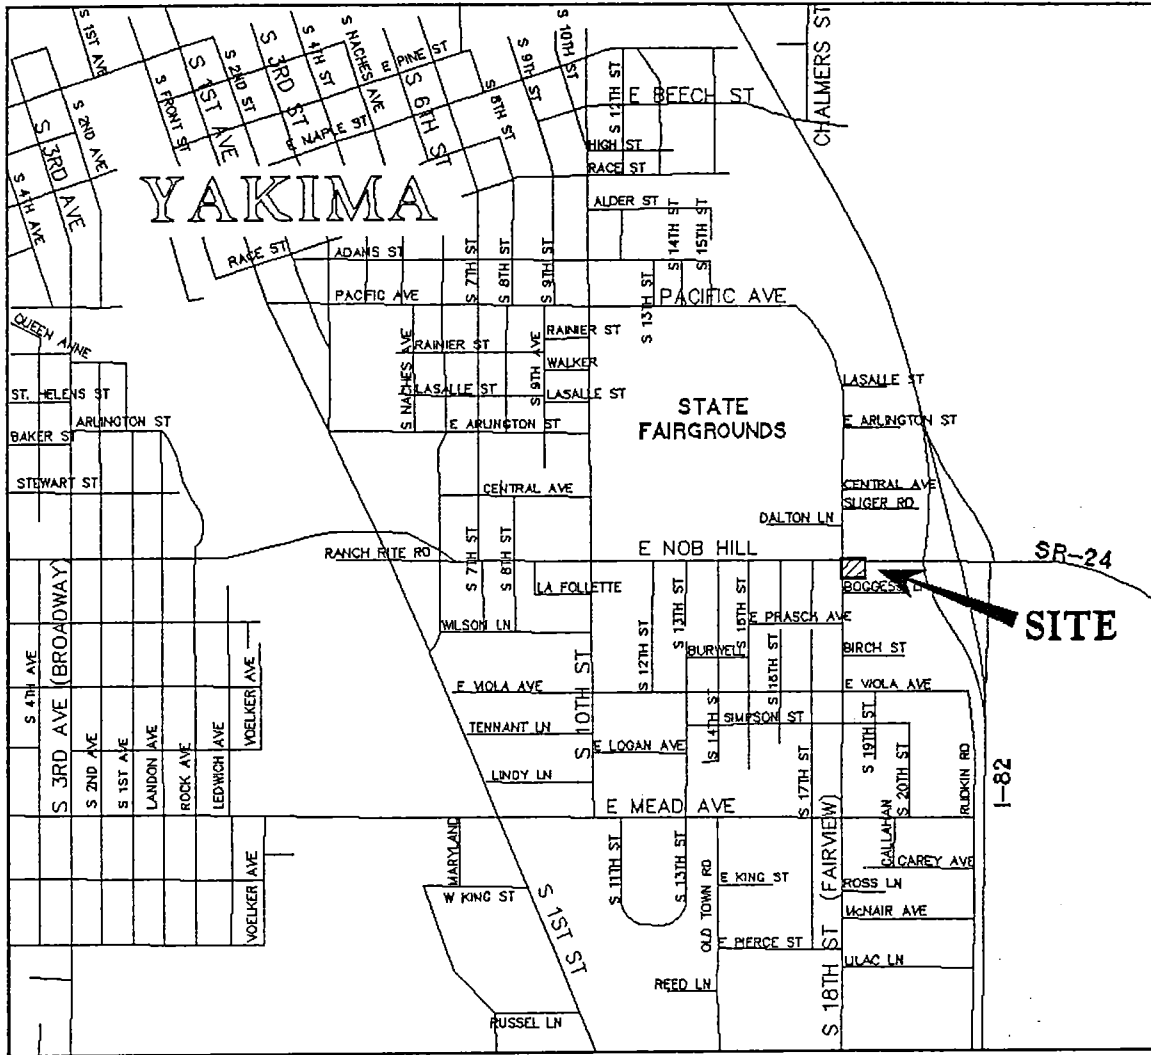 S 1ST AVE
S 3RD AVE
S 2ND AVE
S 4TH AVE
S FRONT ST
S 1ST AVE
S 2ND ST
S 3RD ST
S 4TH ST
S NACHES AVE
E PINE ST
E NAPLE ST
S 6TH ST
S 8TH ST
S 9TH ST
S 10TH ST
S 12TH ST
E BEECH ST
CHALMERS ST
HIGH ST
RACE ST
YAKIMA
ALDER ST
S 14TH ST
S 15TH ST
RACE ST
ADAMS ST
S 7TH ST
S 8TH ST
S 9TH ST
S 13TH ST
PACIFIC AVE
PACIFIC AVE
QUEEN ANNE
S NACHES AVE
RAINIER ST
S 9TH AVE
RAINIER ST
WALKER
LASALLE ST
LASALLE ST
LASALLE ST
ST. HELENS ST
ARLINGTON ST
BAKER ST
E ARLINGTON ST
STATE
FAIRGROUNDS
E ARLINGTON ST
STEWART ST
CENTRAL AVE
CENTRAL AVE
SLIGER RD
DALTON LN
RANCH RITE RD
S 7TH ST
S 8TH ST
E NOB HILL
SR-24
LA FOLLETTE
BOGGESS
SITE
WILSON LN
S 12TH ST
S 13TH ST
S 15TH ST
E PRASCH AVE
BURWELL
S 16TH ST
BIRCH ST
S 4TH AVE
S 3RD AVE (BROADWAY)
S 2ND AVE
S 1ST AVE
LANDON AVE
ROCK AVE
LEDWICH AVE
VOELKER AVE
E VIOLA AVE
E VIOLA AVE
S 10TH ST
TENNANT LN
E LOGAN AVE
S 14TH ST
SIMPSON ST
S 19TH ST
S 20TH ST
LINDY LN
E MEAD AVE
S 17TH ST
RUDKIN RD
I-82
VOELKER AVE
MARYLAND
W KING ST
S 1ST ST
S 11TH ST
S 13TH ST
OLD TOWN RD
E KING ST
S 18TH ST (FAIRVIEW)
CALLAHAN
CAREY AVE
ROSS LN
McNAIR AVE
E PIERCE ST
LILAC LN
REED LN
RUSSEL LN